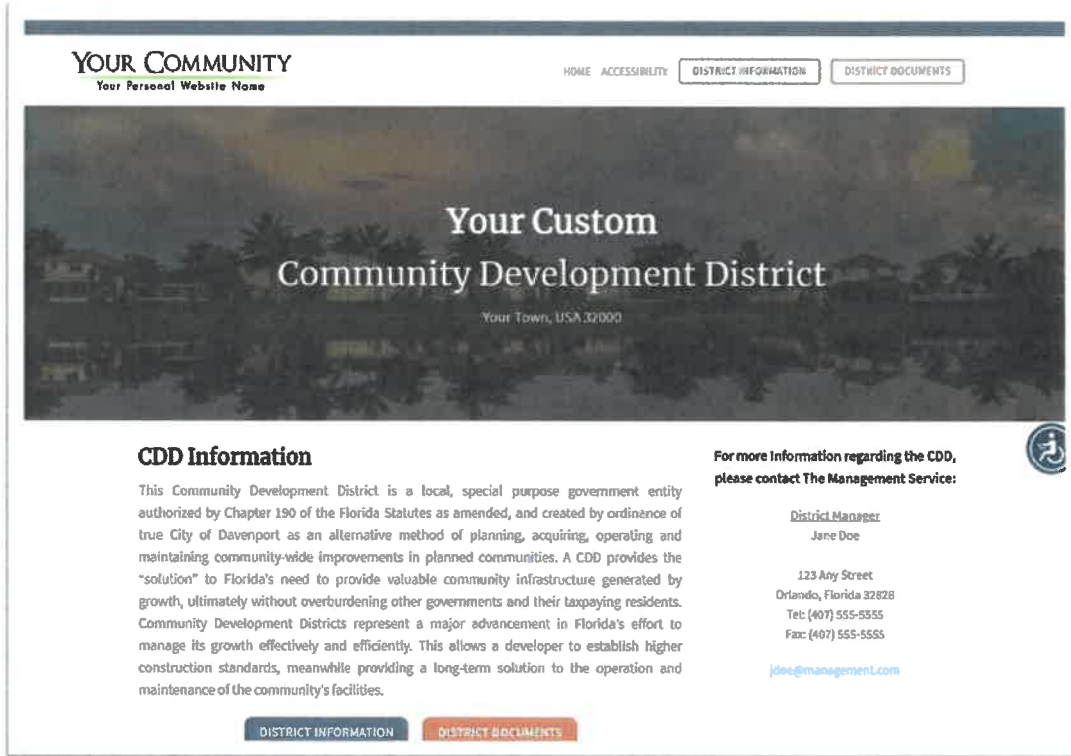 YOUR COMMUNITY
Your Personal Website Name
HOME ACCESSIBILITY DISTRICT INFORMATION DISTRICT DOCUMENTS
Your Custom
Community Development District
Your Town, USA 32000
CDD Information
This Community Development District is a local, special purpose government entity
authorized by Chapter 190 of the Florida Statutes as amended, and created by ordinance of
true City of Davenport as an alternative method of planning, acquiring, operating and
maintaining community-wide improvements in planned communities. A CDD provides the
"solution" to Florida's need to provide valuable community infrastructure generated by
growth, ultimately without overburdening other governments and their taxpaying residents.
Community Development Districts represent a major advancement in Florida's effort to
manage its growth effectively and efficiently. This allows a developer to establish higher
construction standards, meanwhile providing a long-term solution to the operation and
maintenance of the community's facilities.
For more Information regarding the CDD,
please contact The Management Service:
District Manager
Jane Doe
123 Any Street
Orlando, Florida 32828
Tel: (407) 555-5555
Fax: (407) 555-5555
jdoe@management.com
DISTRICT INFORMATION DISTRICT DOCUMENTS